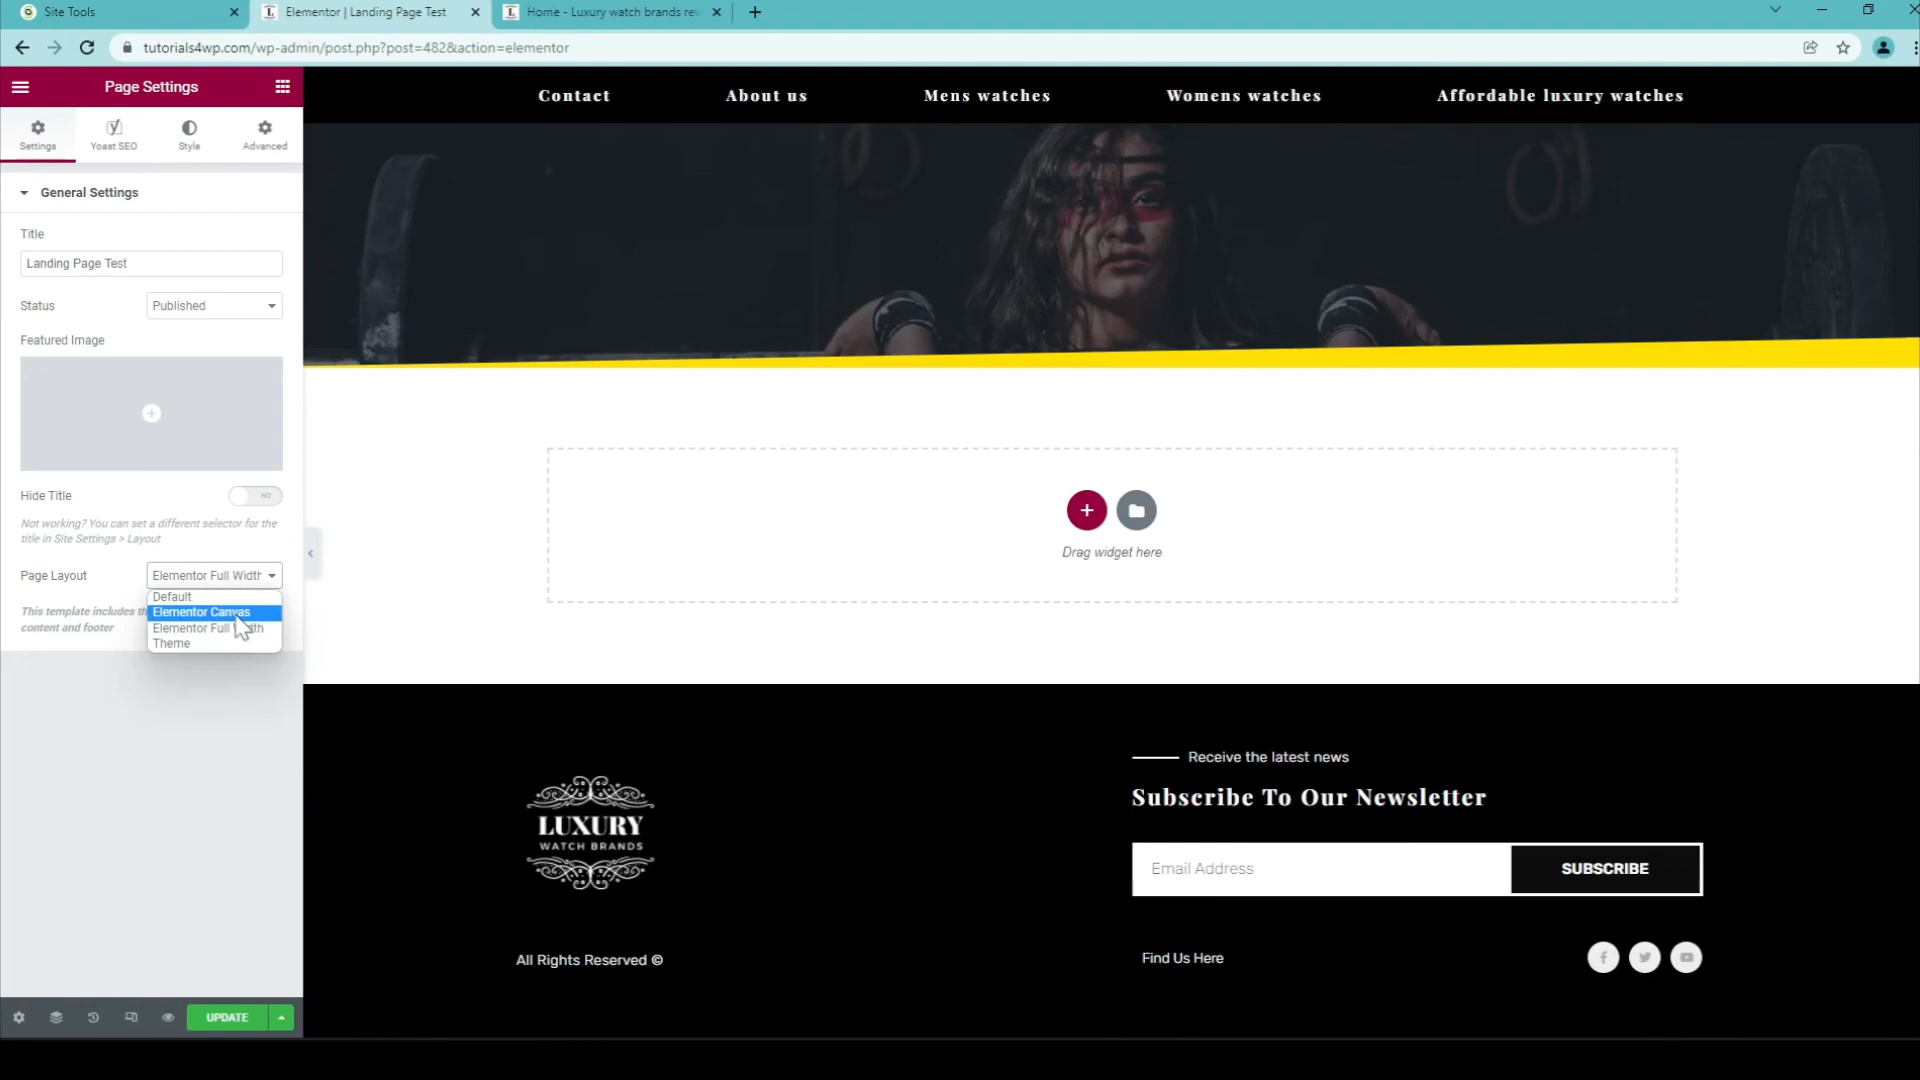 Site Tools
Elementor | Landing Page Test
Home - Luxury watch brands rev
tutorials4wp.com/wp-admin/post.php?post=482&action=elementor
Page Settings
Settings
Yoast SEO
Style
Advanced
General Settings
Title
Landing Page Test
Status
Published
Featured Image
Hide Title
NO
Not working? You can set a different selector for the
title in Site Settings > Layout
Page Layout
Elementor Full Width
Default
Elementor Canvas
Elementor Full Width
Theme
This template includes th
content and footer
UPDATE
Contact
About us
Mens watches
Womens watches
Affordable luxury watches
Drag widget here
LUXURY
WATCH BRANDS
All Rights Reserved ©
Receive the latest news
Subscribe To Our Newsletter
Email Address
SUBSCRIBE
Find Us Here